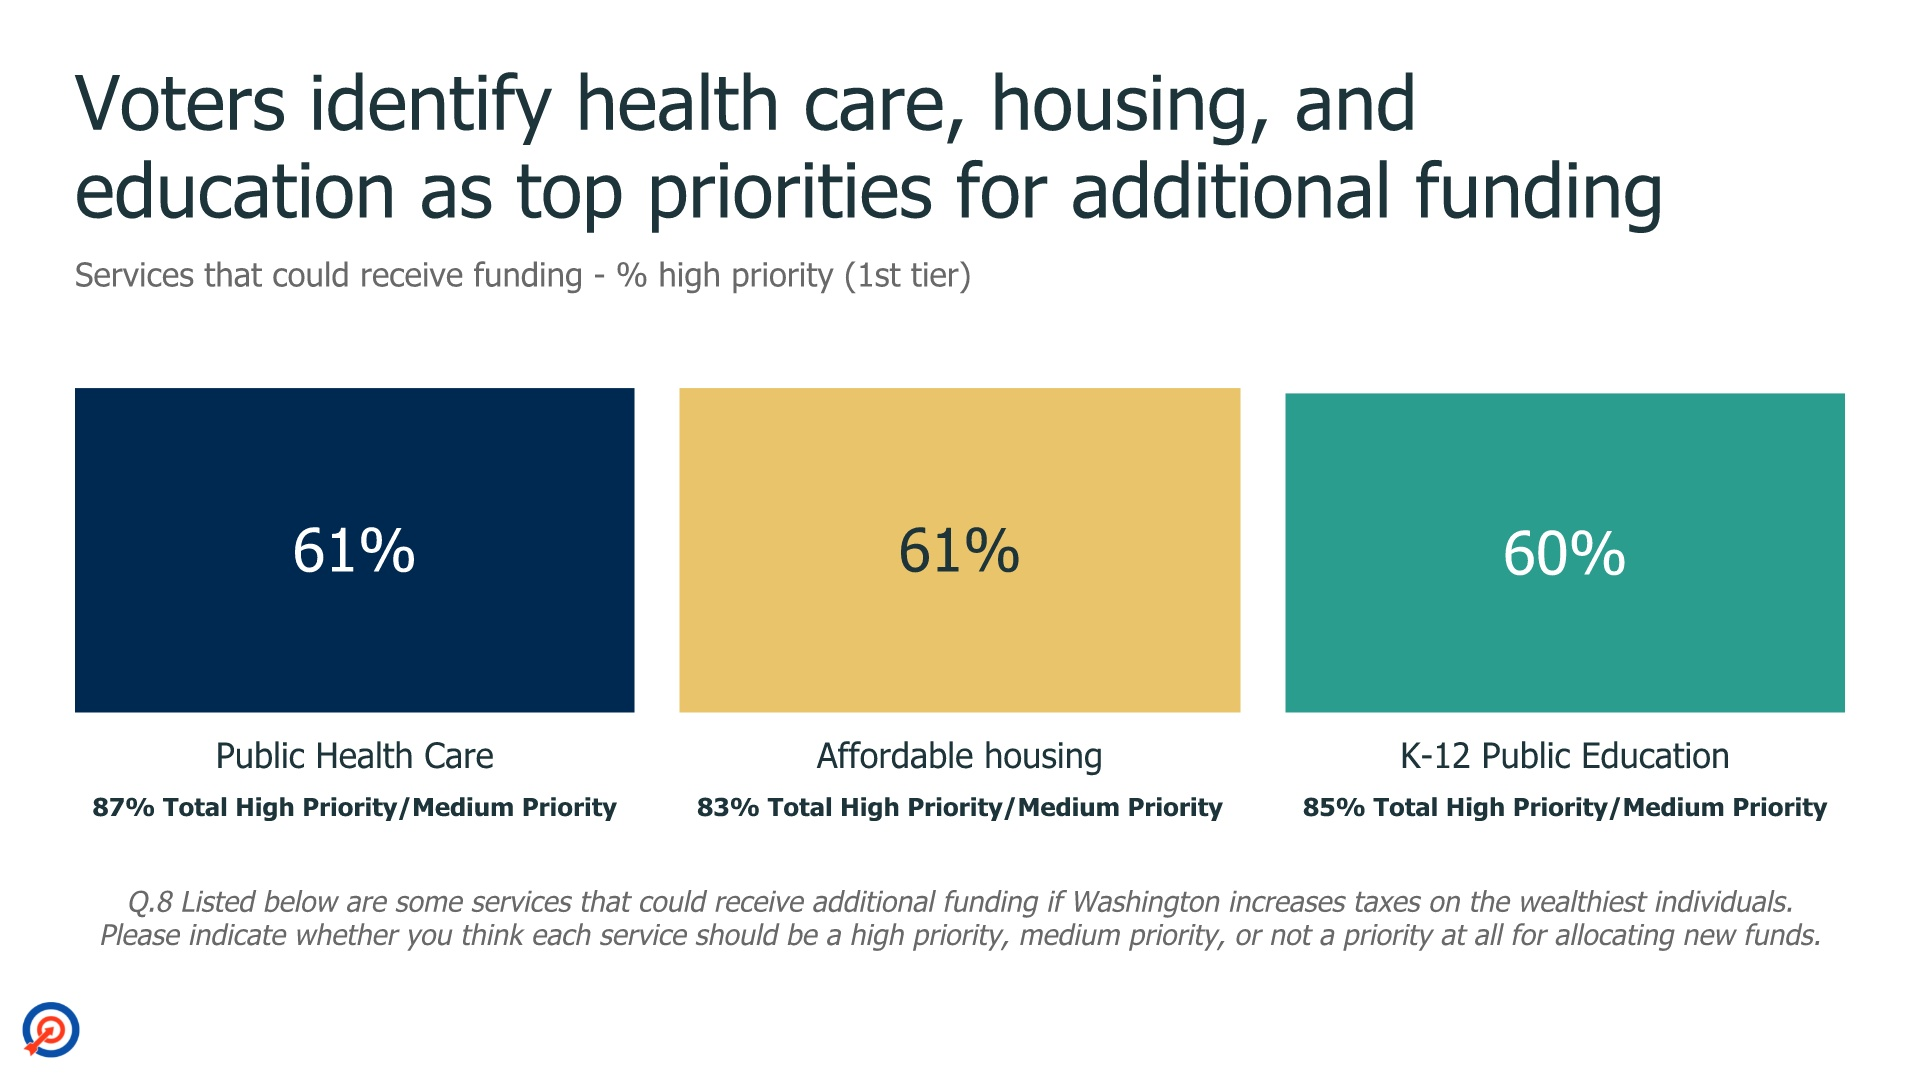 Voters identify health care, housing, and
education as top priorities for additional funding
Services that could receive funding - % high priority (1st tier)
61%
61%
60%
Public Health Care
Affordable housing
K-12 Public Education
87% Total High Priority/Medium Priority
83% Total High Priority/Medium Priority
85% Total High Priority/Medium Priority
Q.8 Listed below are some services that could receive additional funding if Washington increases taxes on the wealthiest individuals.
Please indicate whether you think each service should be a high priority, medium priority, or not a priority at all for allocating new funds.